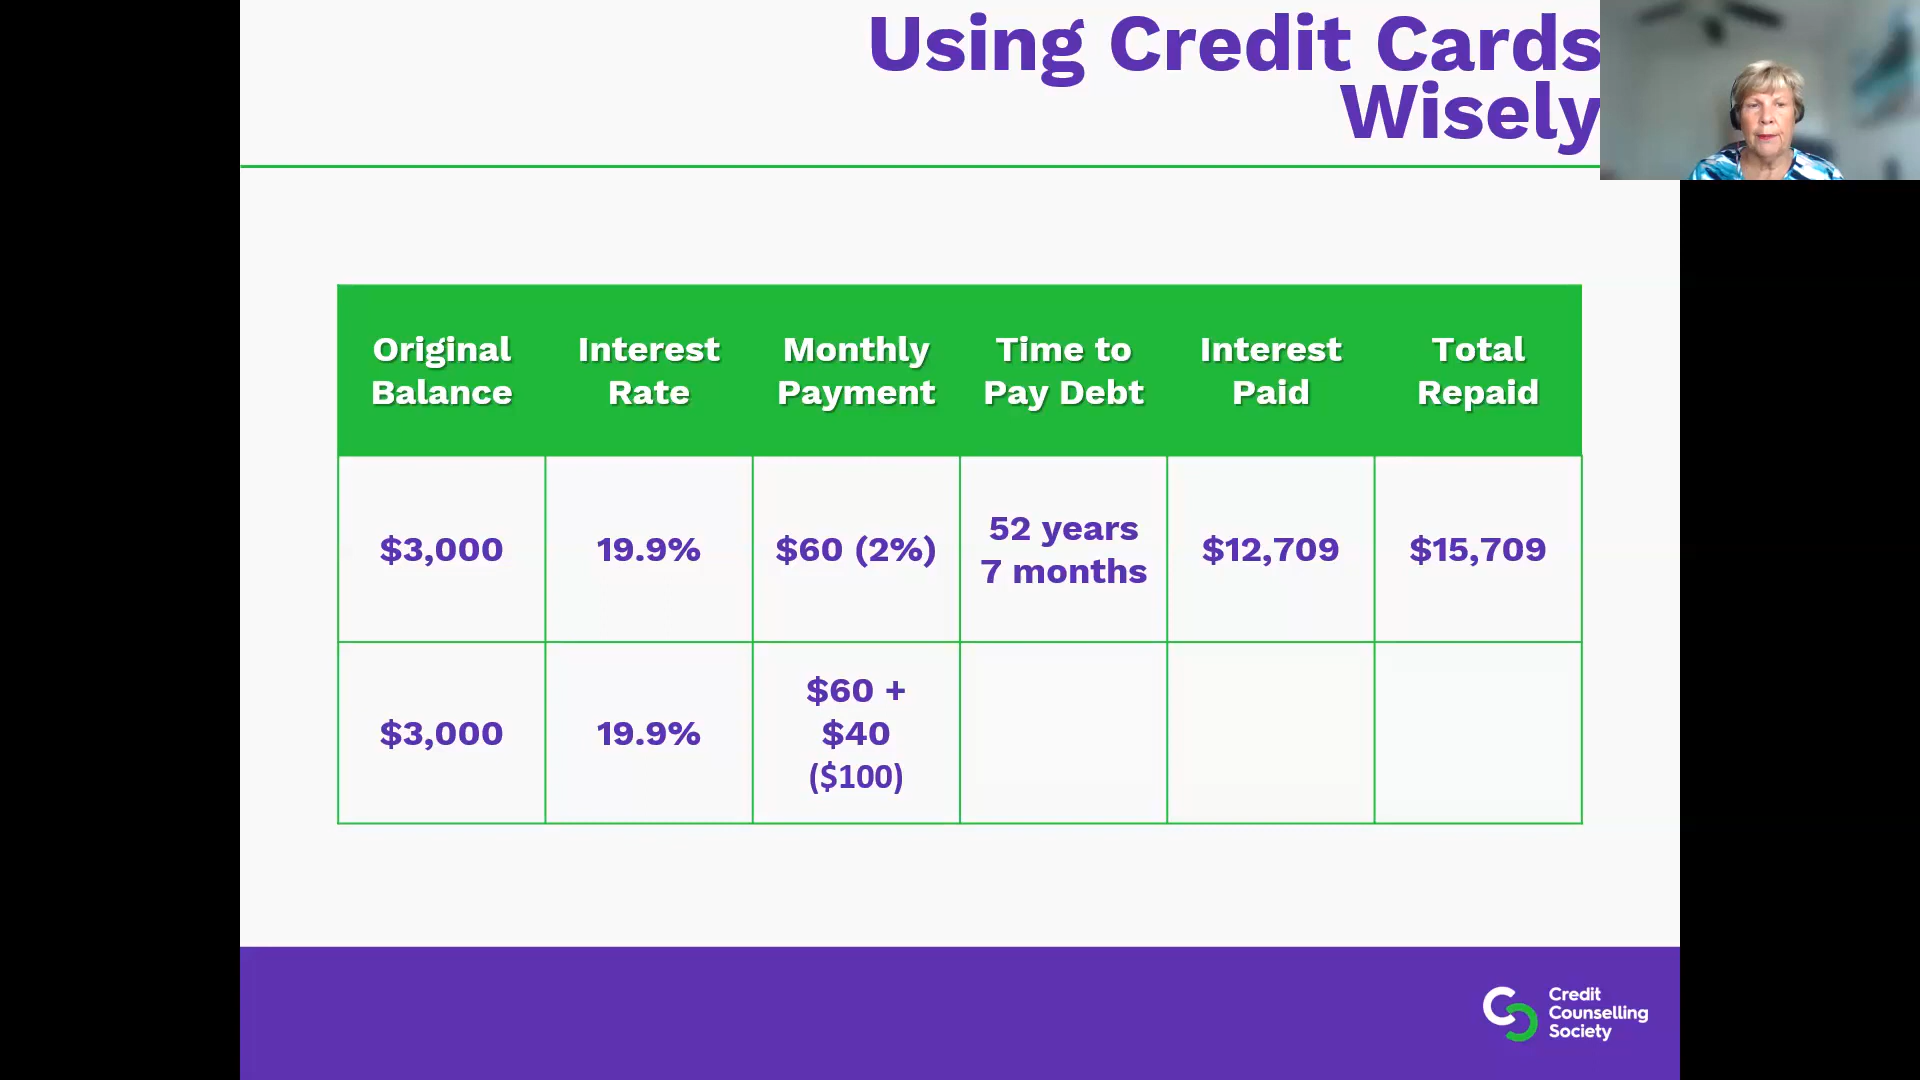 Using Credit Cards
Wisely
Original
Balance
Interest
Rate
Monthly
Payment
Time to
Pay Debt
Interest
Paid
Total
Repaid
$3,000
19.9%
$60 (2%)
52 years
7 months
$12,709
$15,709
$3,000
19.9%
$60 +
$40
($100)
Credit
Counselling
Society